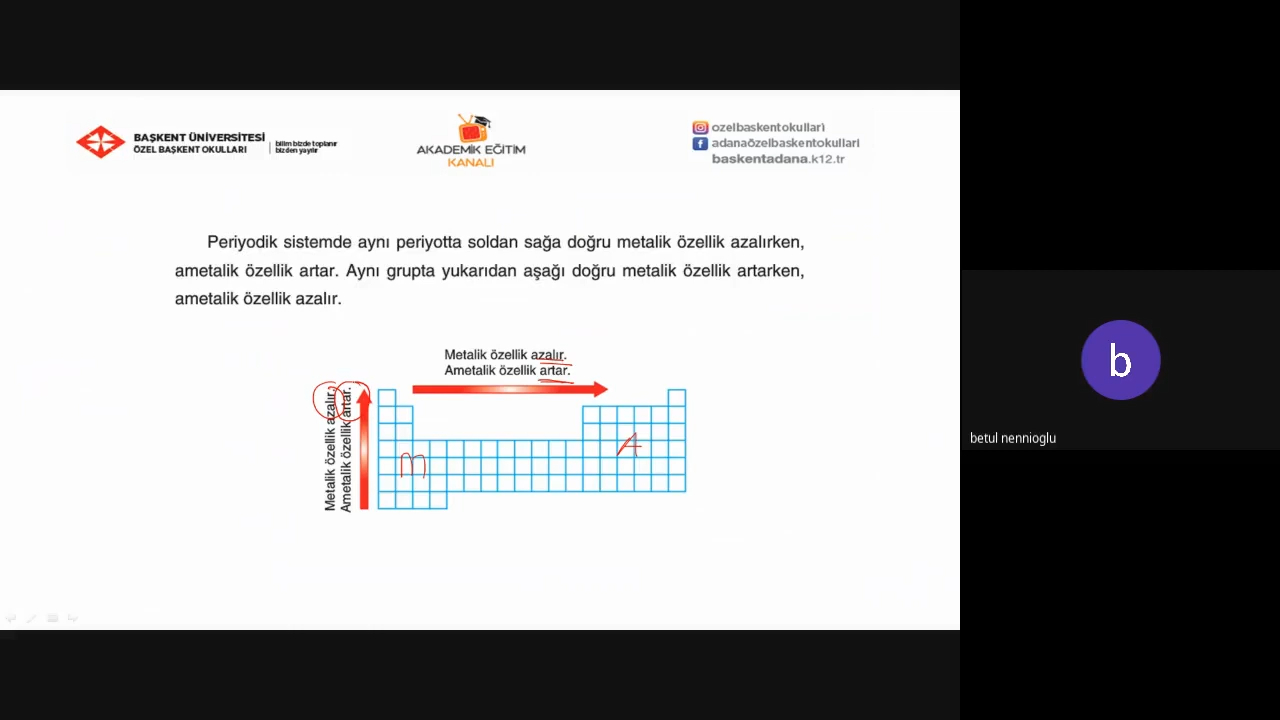 BAŞKENT ÜNİVERSİTESİ
ÖZEL BAŞKENT OKULLARI
bilim bizde toplanır
bizden yayılır
AKADEMİK EĞİTİM
KANALI
ozelbaskentokullari
adanaözelbaskentokullari
baskentadana.k12.tr
Periyodik sistemde aynı periyotta soldan sağa doğru metalik özellik azalırken,
ametalik özellik artar. Aynı grupta yukarıdan aşağı doğru metalik özellik artarken,
ametalik özellik azalır.
Metalik özellik azalır.
Ametalik özellik artar.
Metalik özellik azalır.
Ametalik özellik artar.
M
A
b
betul nennioglu